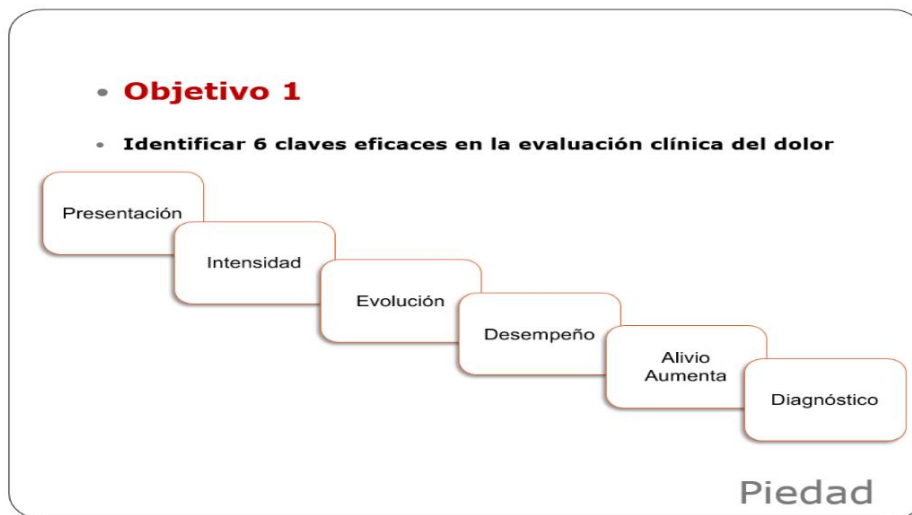 Objetivo 1
Identificar 6 claves eficaces en la evaluación clínica del dolor
Presentación
Intensidad
Evolución
Desempeño
Alivio
Aumenta
Diagnóstico
Piedad